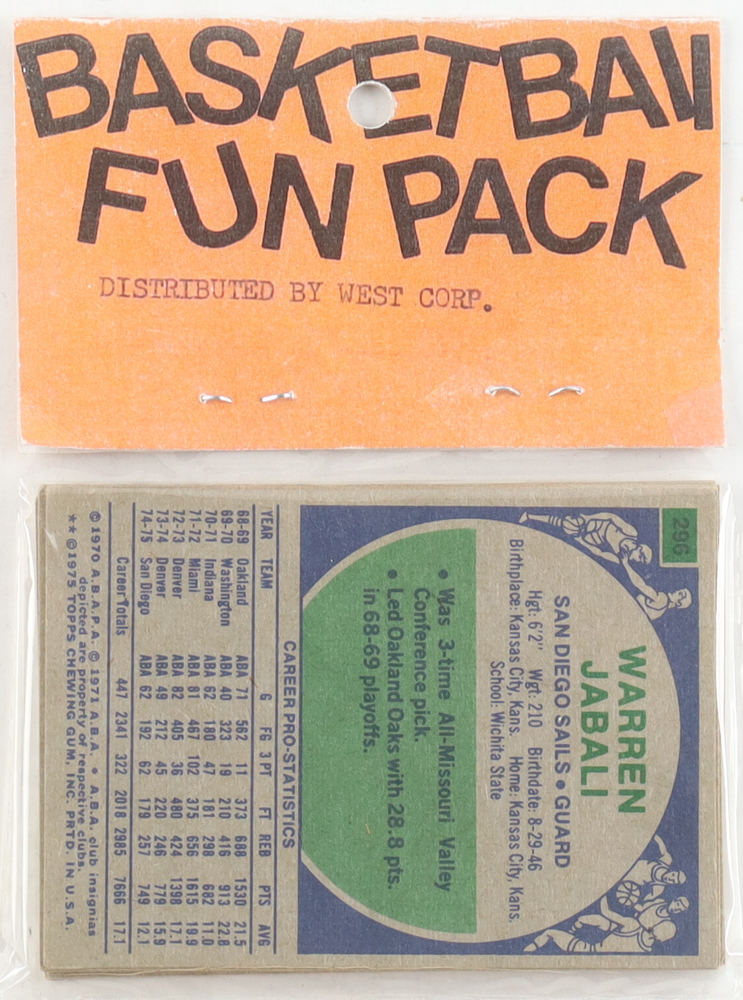 BASKETBALL
FUN PACK
DISTRIBUTED BY WEST CORP.
296
WARREN
JABALI
SAN DIEGO SAILS • GUARD
Hgt: 6'2" Wgt: 210 Birthdate: 8-29-46
Birthplace: Kansas City, Kans. Home: Kansas City, Kans.
School: Wichita State
• Was 3-time All-Missouri Valley
Conference pick.
• Led Oakland Oaks with 28.8 pts.
in 68-69 playoffs.
CAREER PRO-STATISTICS
YEAR TEAM G FG 3 PT FT REB PTS AVG
68-69 Oakland ABA 71 562 11 373 688 1530 21.5
69-70 Washington ABA 40 323 19 210 416 913 22.8
70-71 Indiana ABA 62 180 47 181 298 682 11.0
71-72 Miami ABA 81 467 102 375 656 1615 19.9
72-73 Denver ABA 82 405 36 480 424 1398 17.1
73-74 Denver ABA 49 212 45 220 246 779 15.9
74-75 San Diego ABA 62 192 62 179 257 749 12.1
Career Totals 447 2341 322 2018 2985 7666 17.1
© 1970 A.B.A.P.A. © 1971 A.B.A. • A.B.A. club insignias
depicted are property of respective clubs.
** © 1975 TOPPS CHEWING GUM, INC. PRTD. IN U.S.A.